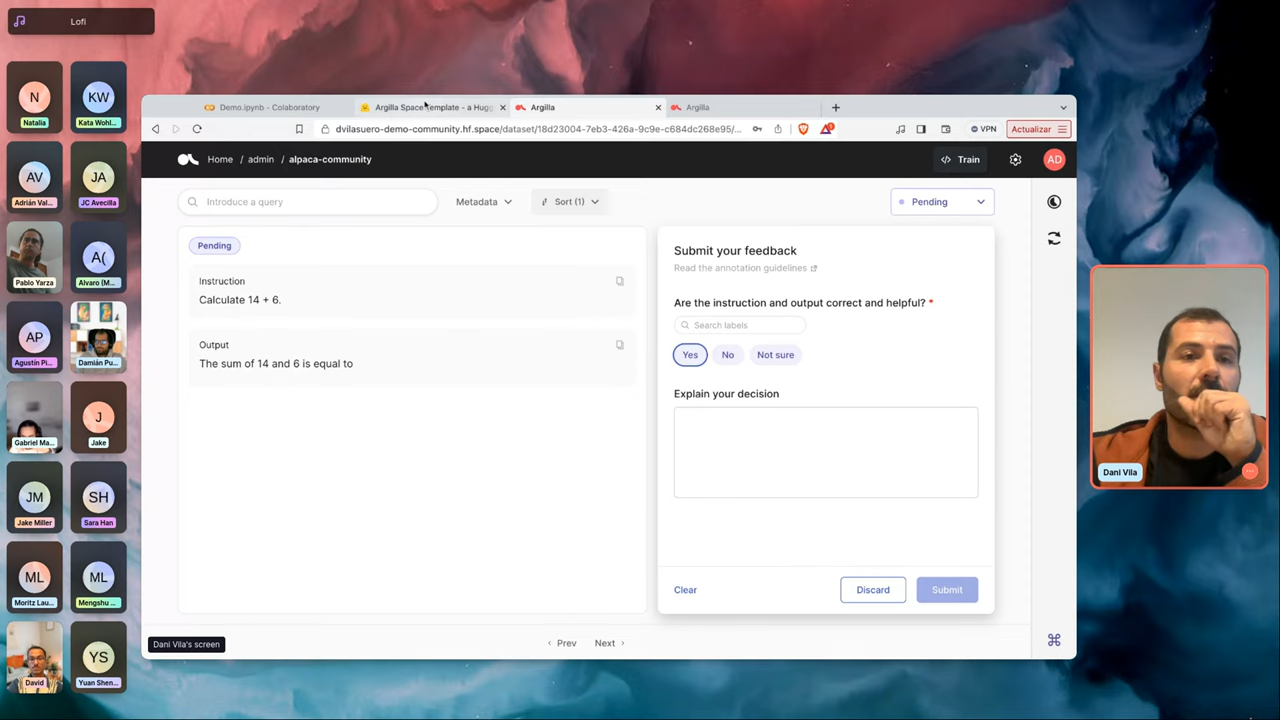 Lofi
N
Natalia
KW
Kata Wohl...
AV
Adrián Val...
JA
JC Avecilla
Pablo Yarza
A(
Alvaro (M...
AP
Agustín Pi...
Damián Pu...
Gabriel Ma...
J
Jake
JM
Jake Miller
SH
Sara Han
ML
Moritz Lau...
ML
Mengshu ...
David
YS
Yuan Shen...
Demo.ipynb - Colaboratory
Argilla Space Template - a Hugg
Argilla
Argilla
dvilasuero-demo-community.hf.space/dataset/18d23004-7eb3-426a-9c9e-c684dc268e95/...
VPN
Actualizar
Home / admin / alpaca-community
Train
AD
Introduce a query
Metadata
Sort (1)
Pending
Pending
Instruction
Calculate 14 + 6.
Output
The sum of 14 and 6 is equal to
Submit your feedback
Read the annotation guidelines
Are the instruction and output correct and helpful? *
Search labels
Yes
No
Not sure
Explain your decision
Clear
Discard
Submit
Prev
Next
Dani Vila's screen
Dani Vila